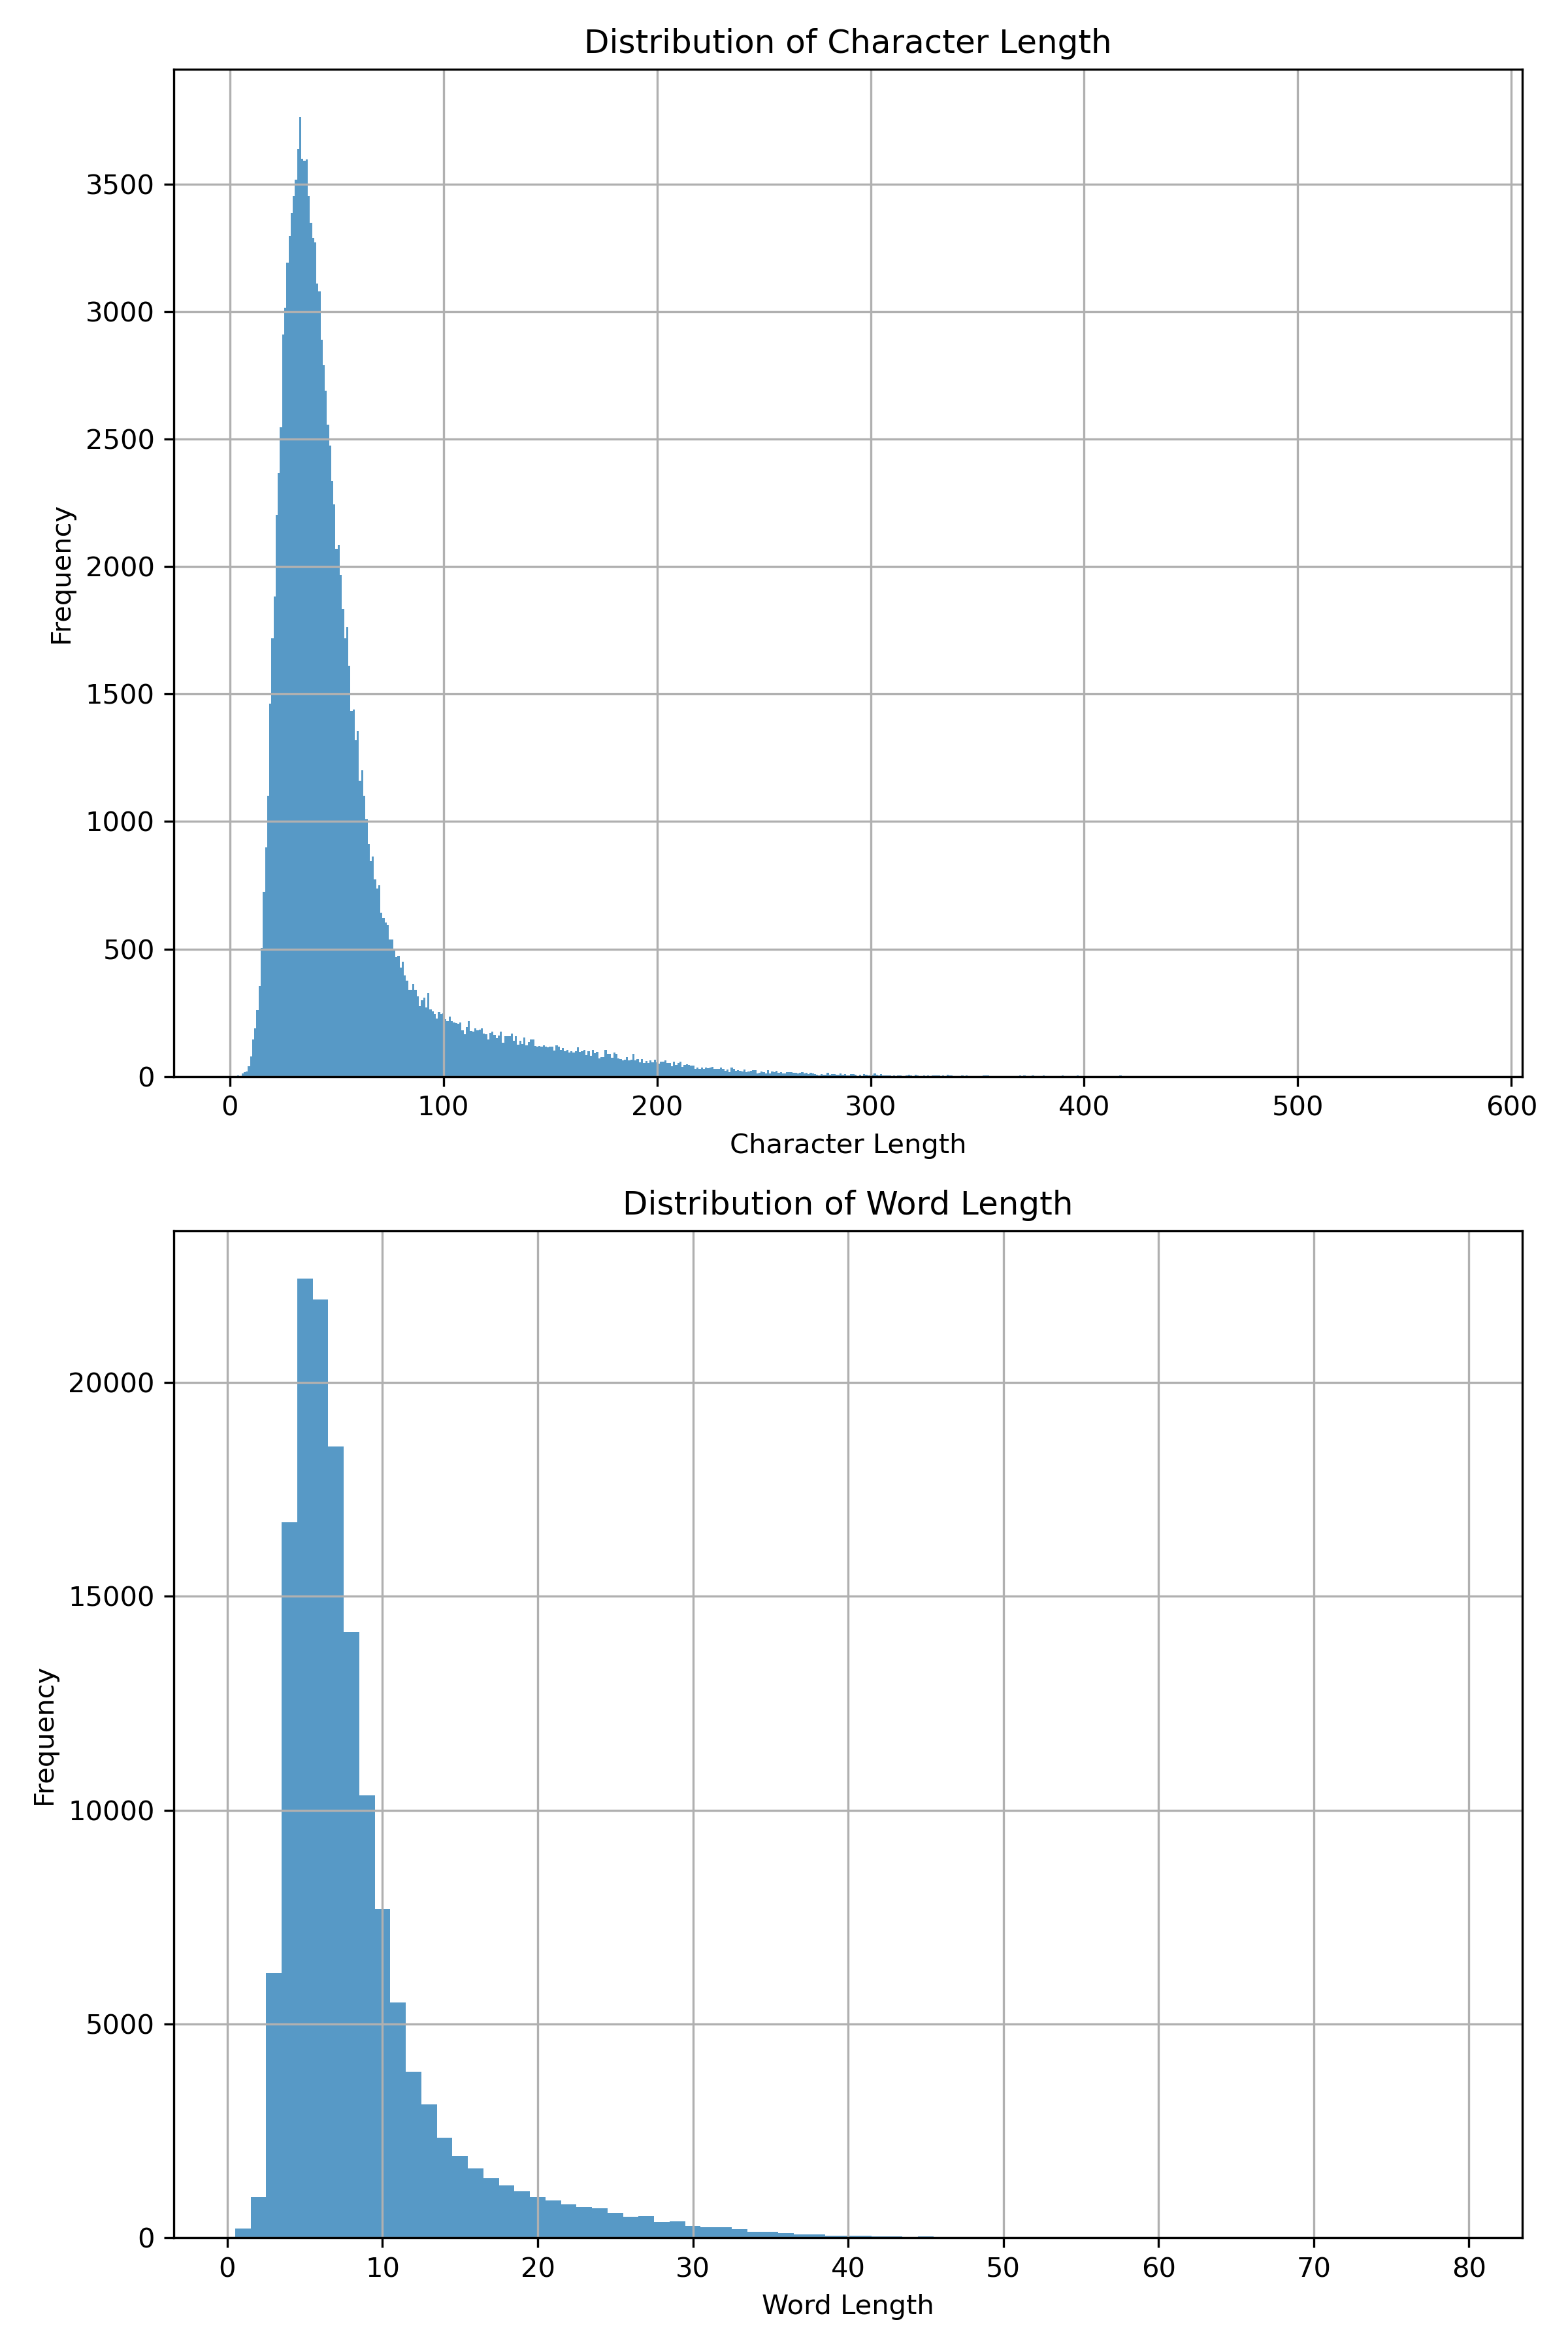 Distribution of Character Length
3500
3000
2500
2000
1500
1000
500
0
Frequency
0 100 200 300 400 500 600
Character Length
Distribution of Word Length
20000
15000
10000
5000
0
Frequency
0 10 20 30 40 50 60 70 80
Word Length